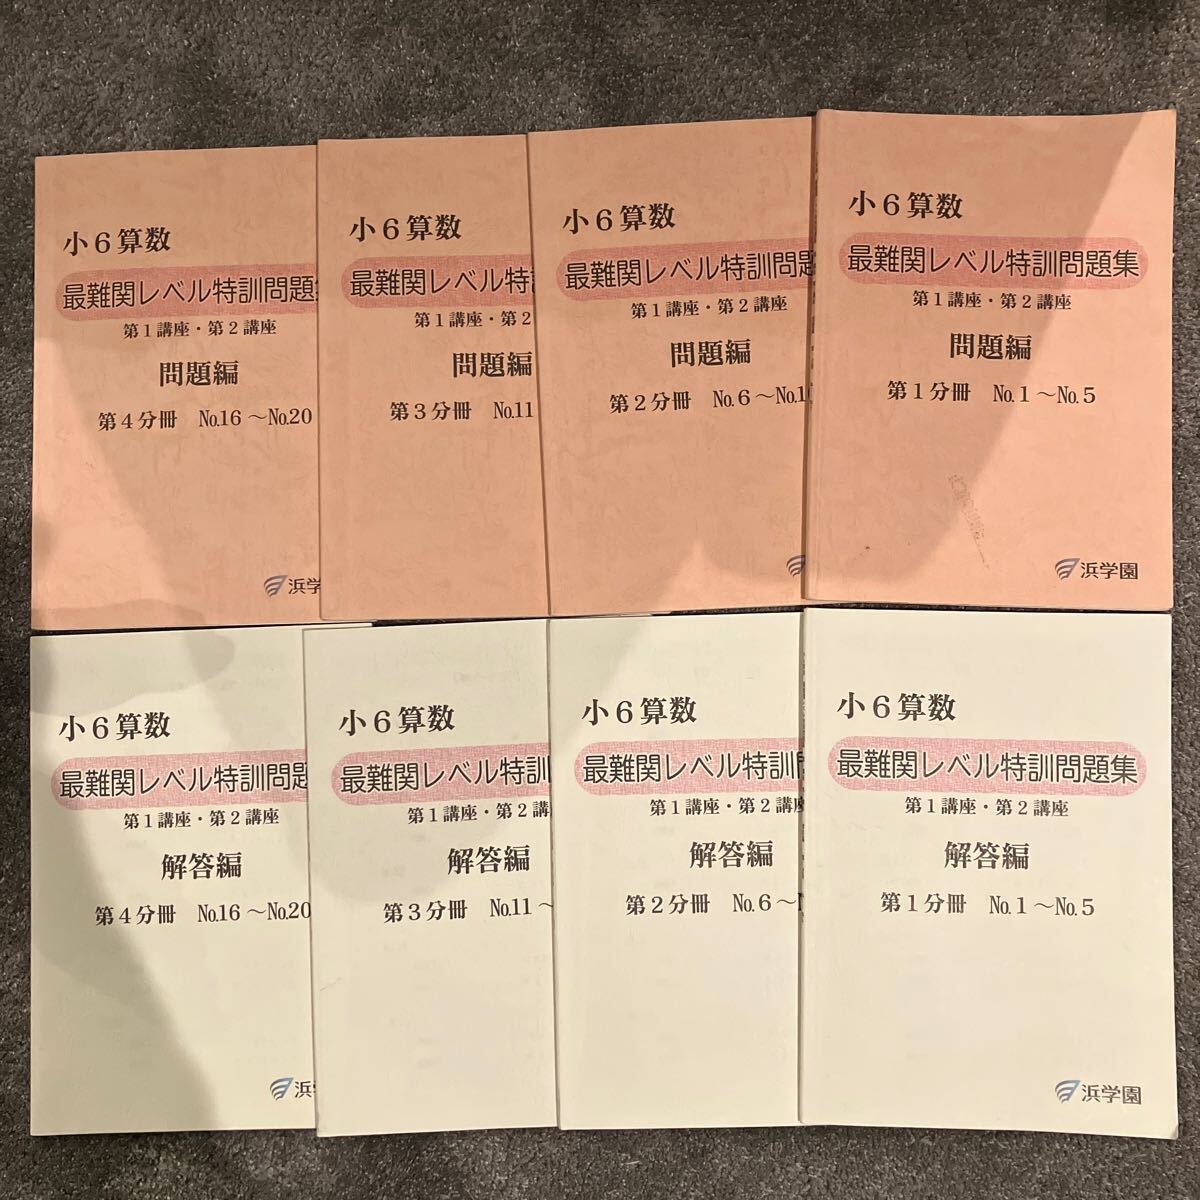 小６算数
最難関レベル特訓問題
第１講座・第２講座
問題編
第４分冊 No.16 ～No.20
浜学
小６算数
最難関レベル特
第１講座・第２
問題編
第３分冊 No.11
小６算数
最難関レベル特訓問題
第１講座・第２講座
問題編
第２分冊 No.６～No.1
小６算数
最難関レベル特訓問題集
第１講座・第２講座
問題編
第１分冊 No.１～No.５
浜学園
小６算数
最難関レベル特訓問題
第１講座・第２講座
解答編
第４分冊 No.16 ～No.20
浜
小６算数
最難関レベル特訓
第１講座・第２講
解答編
第３分冊 No.11 ～
小６算数
最難関レベル特訓
第１講座・第２講
解答編
第２分冊 No.６～
小６算数
最難関レベル特訓問題集
第１講座・第２講座
解答編
第１分冊 No.１～No.５
浜学園